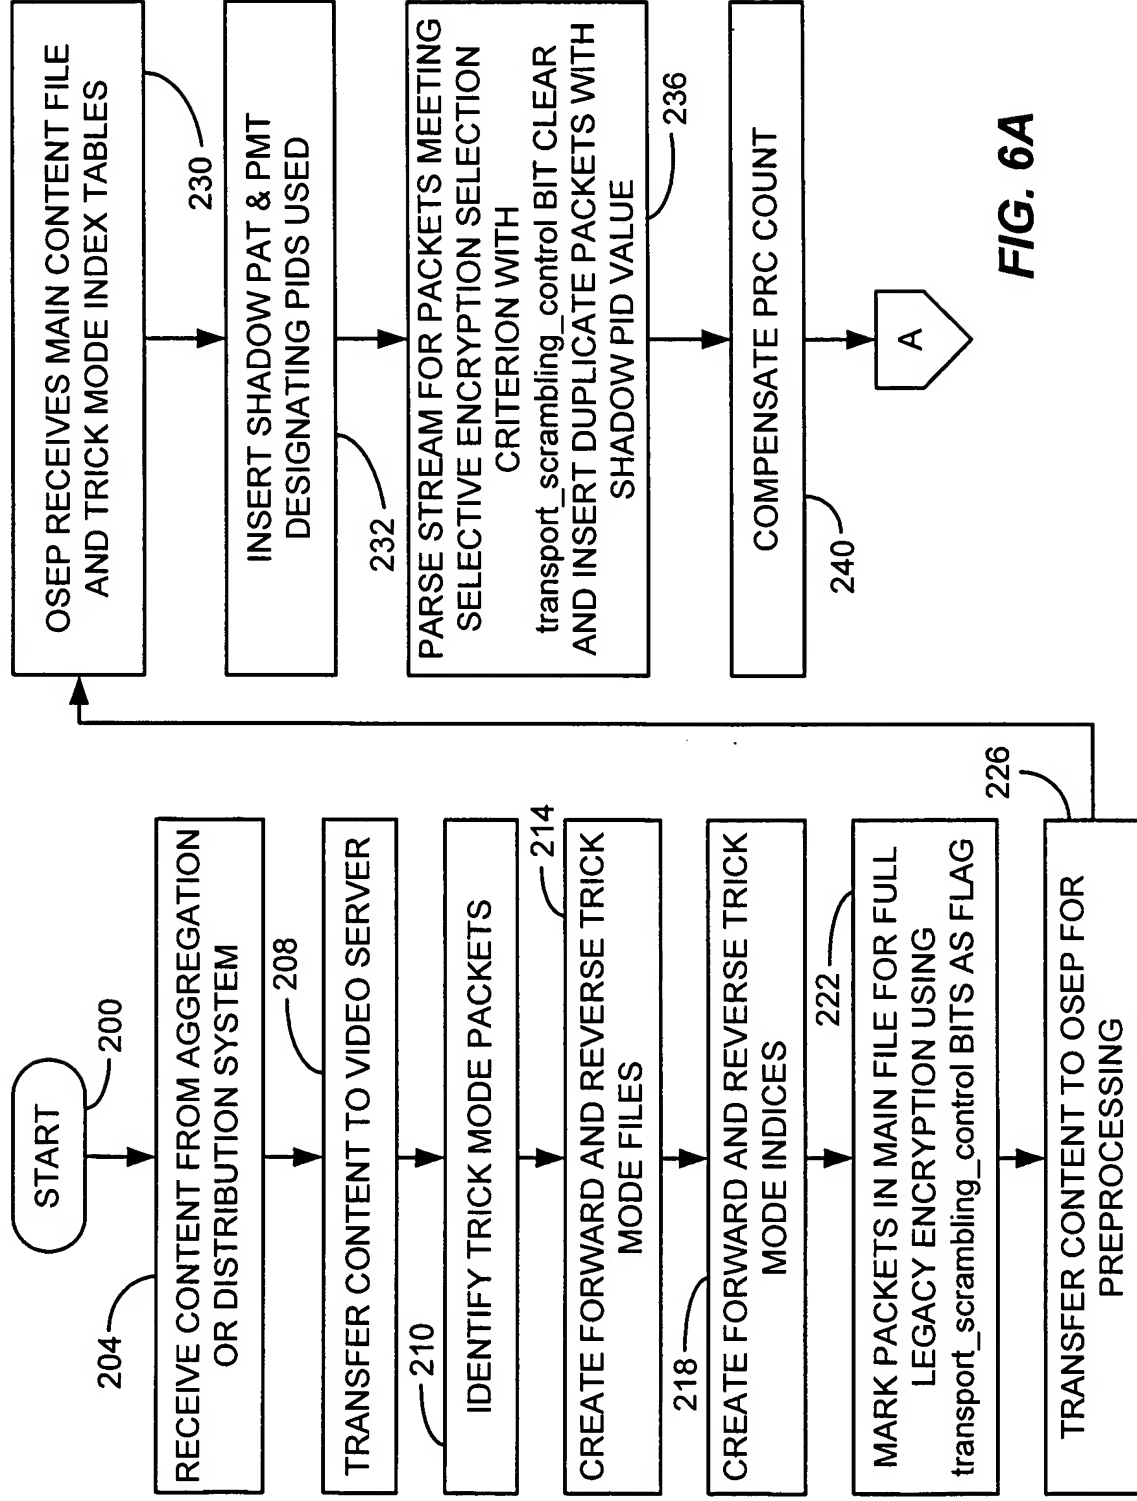 START
200
RECEIVE CONTENT FROM AGGREGATION
OR DISTRIBUTION SYSTEM
204
TRANSFER CONTENT TO VIDEO SERVER
208
IDENTIFY TRICK MODE PACKETS
210
CREATE FORWARD AND REVERSE TRICK
MODE FILES
214
CREATE FORWARD AND REVERSE TRICK
MODE INDICES
218
MARK PACKETS IN MAIN FILE FOR FULL
LEGACY ENCRYPTION USING
transport_scrambling_control BITS AS FLAG
222
TRANSFER CONTENT TO OSEP FOR
PREPROCESSING
226
OSEP RECEIVES MAIN CONTENT FILE
AND TRICK MODE INDEX TABLES
230
INSERT SHADOW PAT & PMT
DESIGNATING PIDS USED
232
PARSE STREAM FOR PACKETS MEETING
SELECTIVE ENCRYPTION SELECTION
CRITERION WITH
transport_scrambling_control BIT CLEAR
AND INSERT DUPLICATE PACKETS WITH
SHADOW PID VALUE
236
COMPENSATE PRC COUNT
240
A
FIG. 6A